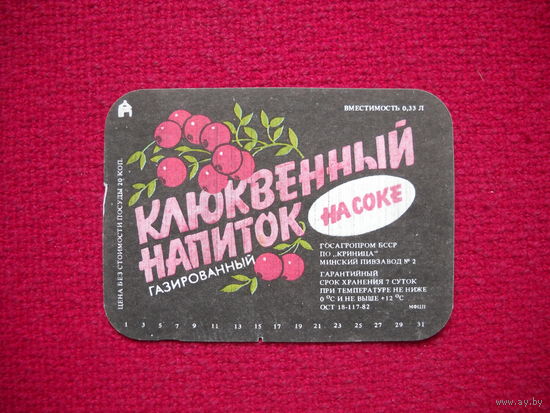 ВМЕСТИМОСТЬ 0,33 Л
ЦЕНА БЕЗ СТОИМОСТИ ПОСУДЫ 20 КОП.
КЛЮКВЕННЫЙ
НАПИТОК
НА СОКЕ
ГАЗИРОВАННЫЙ
ГОСАГРОПРОМ БССР
ПО „КРИНИЦА"
МИНСКИЙ ПИВЗАВОД № 2
ГАРАНТИЙНЫЙ
СРОК ХРАНЕНИЯ 7 СУТОК
ПРИ ТЕМПЕРАТУРЕ НЕ НИЖЕ
0 °С И НЕ ВЫШЕ +12 °С
ОСТ 18-117-82
1 3 5 7 9 11 13 15 17 19 21 23 25 27 29 31
www.ay.by